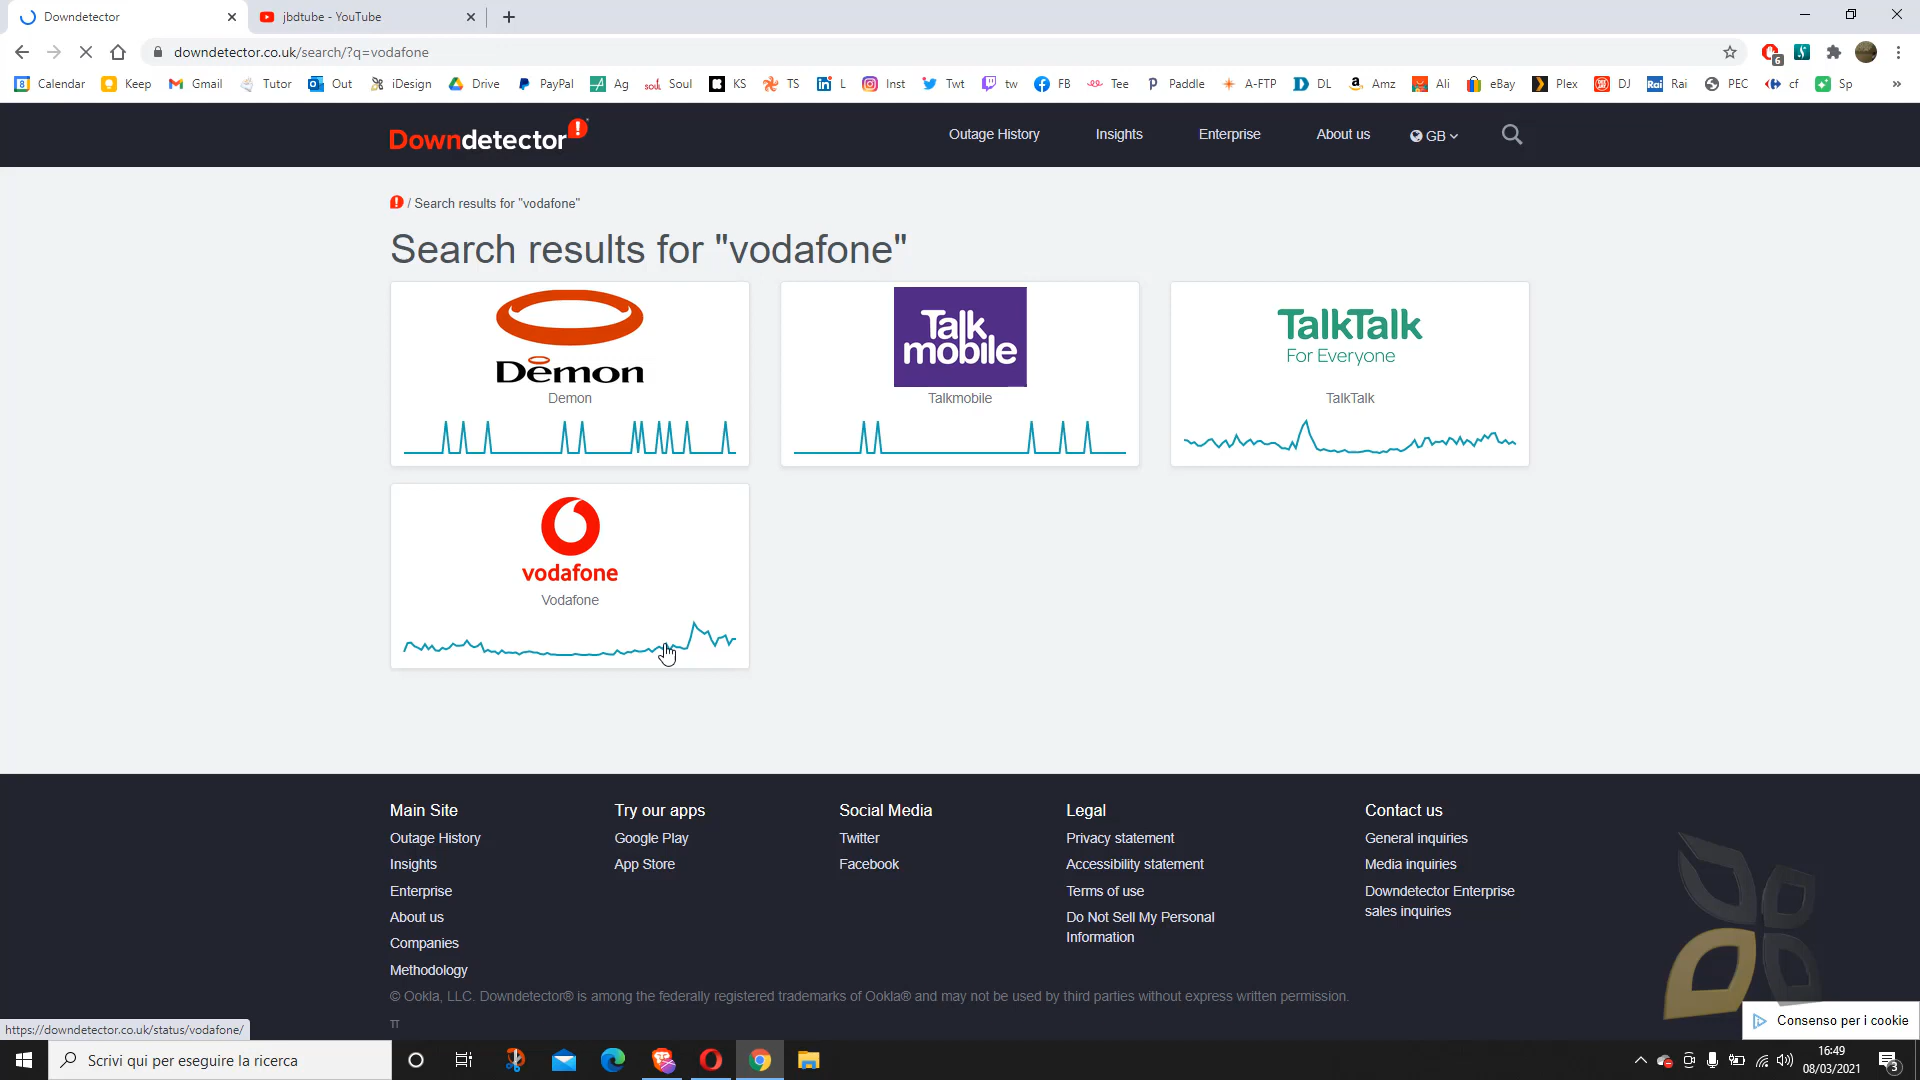 Downdetector
jbdtube - YouTube
downdetector.co.uk/search/?q=vodafone
6
8 Calendar Keep Gmail Tutor Out iDesign Drive PayPal Ag soul Soul KS TS L Inst Twt tw FB Tee Paddle A-FTP DL Amz Ali eBay Plex DJ Rai Rai PEC cf Sp »
Downdetector!
Outage History Insights Enterprise About us GB
! / Search results for "vodafone"
Search results for "vodafone"
Demon
Demon
Talk
mobile
Talkmobile
TalkTalk
For Everyone
TalkTalk
vodafone
Vodafone
Main Site
Outage History
Insights
Enterprise
About us
Companies
Methodology
Try our apps
Google Play
App Store
Social Media
Twitter
Facebook
Legal
Privacy statement
Accessibility statement
Terms of use
Do Not Sell My Personal
Information
Contact us
General inquiries
Media inquiries
Downdetector Enterprise
sales inquiries
© Ookla, LLC. Downdetector® is among the federally registered trademarks of Ookla® and may not be used by third parties without express written permission.
π
Consenso per i cookie
https://downdetector.co.uk/status/vodafone/
Scrivi qui per eseguire la ricerca
16:49
08/03/2021
3